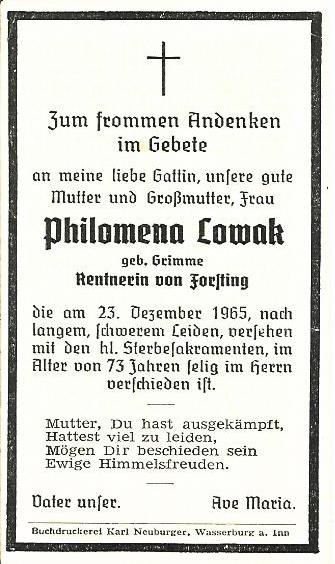 Zum frommen Andenken
im Gebete
an meine liebe Gattin, unsere gute
Mutter und Großmutter, Frau
Philomena Lowak
geb. Grimme
Rentnerin von Forsting
die am 23. Dezember 1965, nach
langem, schwerem Leiden, versehen
mit den hl. Sterbesakramenten, im
Alter von 73 Jahren selig im Herrn
verschieden ist.
Mutter, Du hast ausgekämpft,
Hattest viel zu leiden,
Mögen Dir beschieden sein
Ewige Himmelsfreuden.
Vater unser. Ave Maria.
Buchdruckerei Karl Neuburger, Wasserburg a. Inn